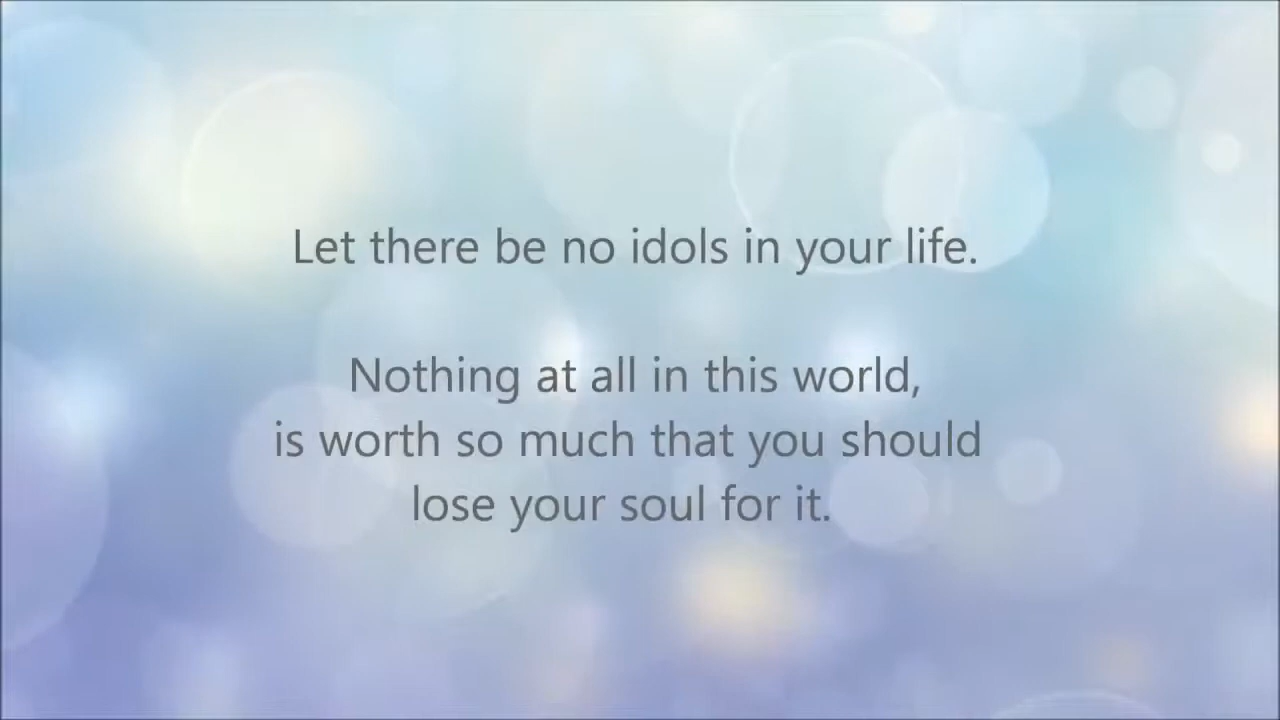 Let there be no idols in your life.
Nothing at all in this world,
is worth so much that you should
lose your soul for it.